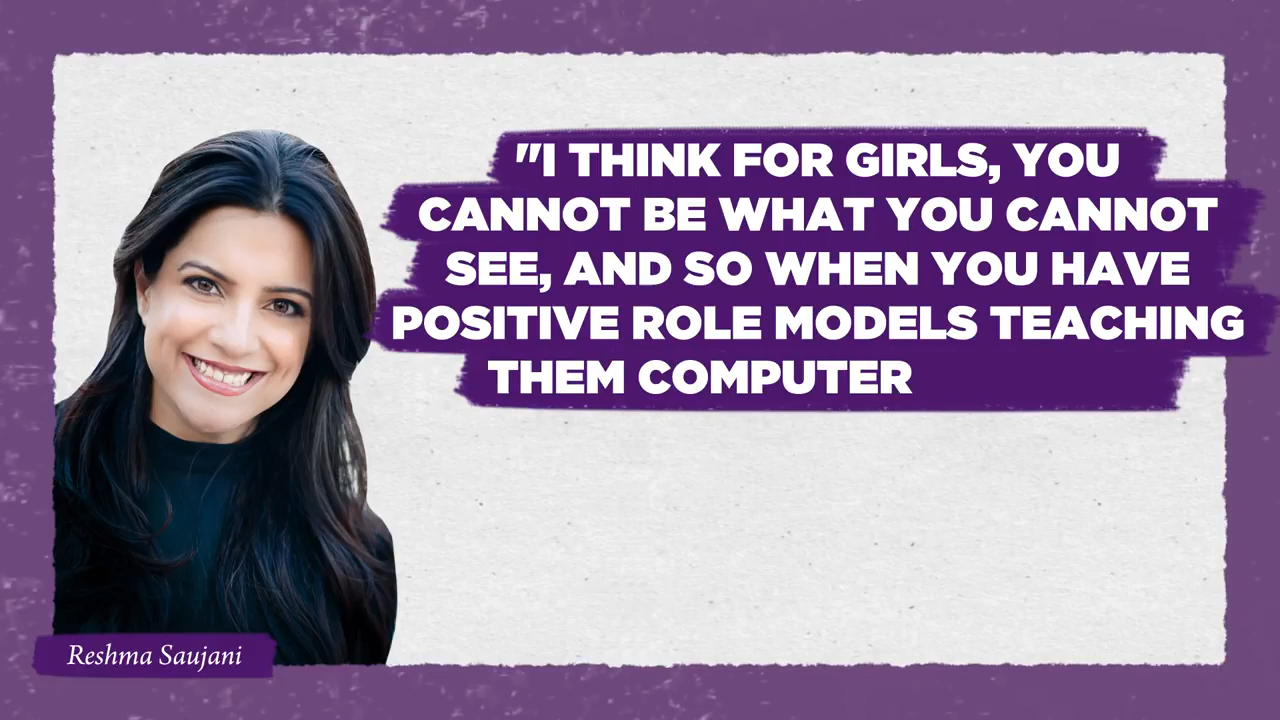 "I THINK FOR GIRLS, YOU
CANNOT BE WHAT YOU CANNOT
SEE, AND SO WHEN YOU HAVE
POSITIVE ROLE MODELS TEACHING
THEM COMPUTER
Reshma Saujani